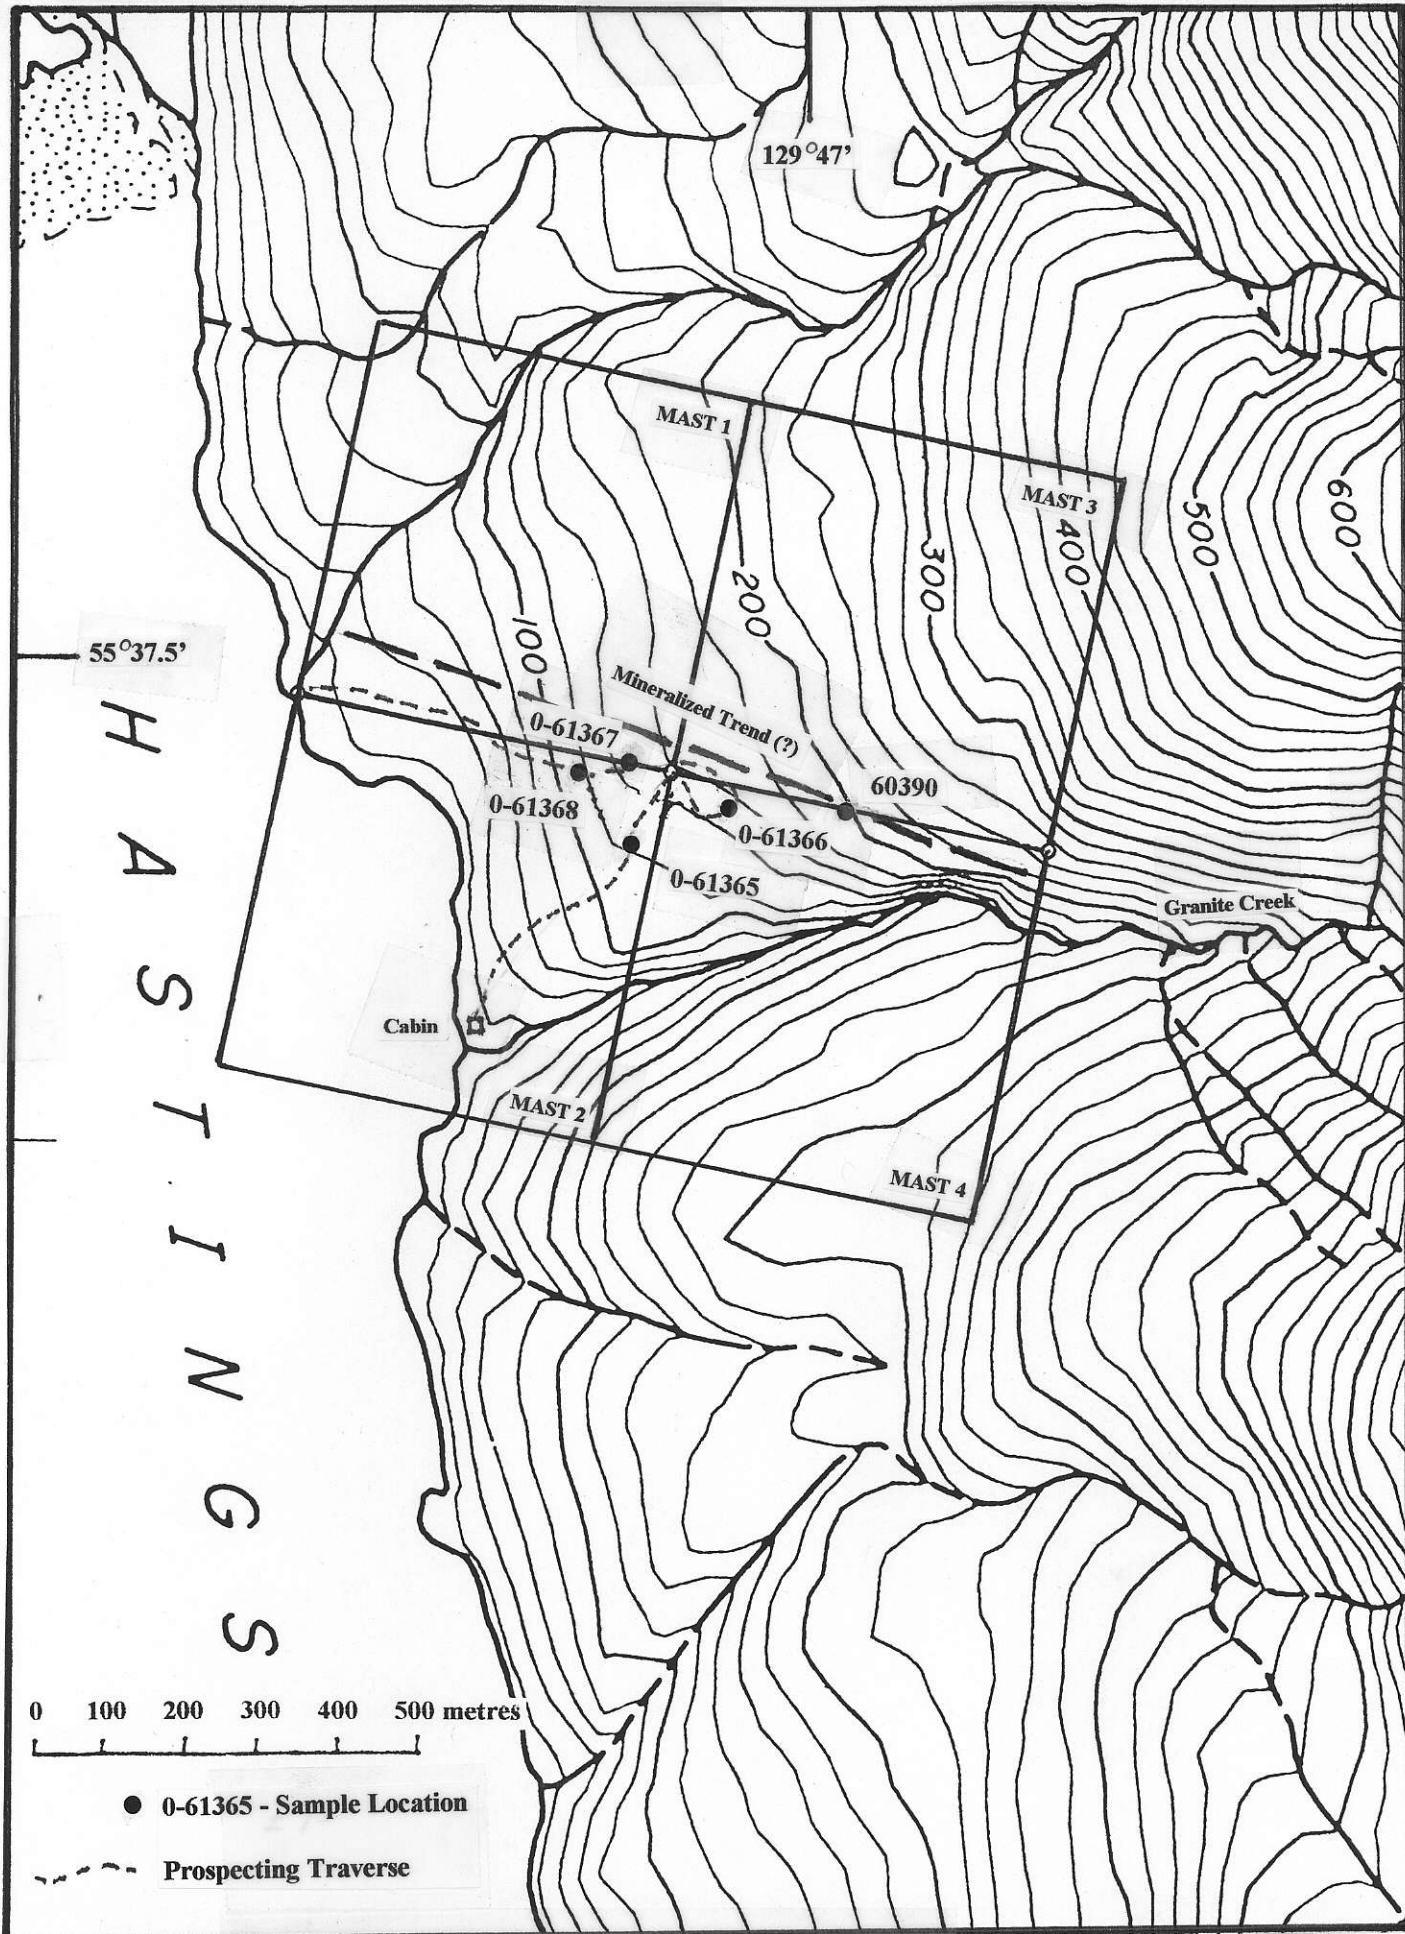 129°47'
MAST 1
MAST 3
600
500
400
300
200
100
55°37.5'
Mineralized Trend (?)
0-61367
60390
0-61368
0-61366
0-61365
Granite Creek
Cabin
MAST 2
MAST 4
HASTINGS
0 100 200 300 400 500 metres
0-61365 - Sample Location
Prospecting Traverse